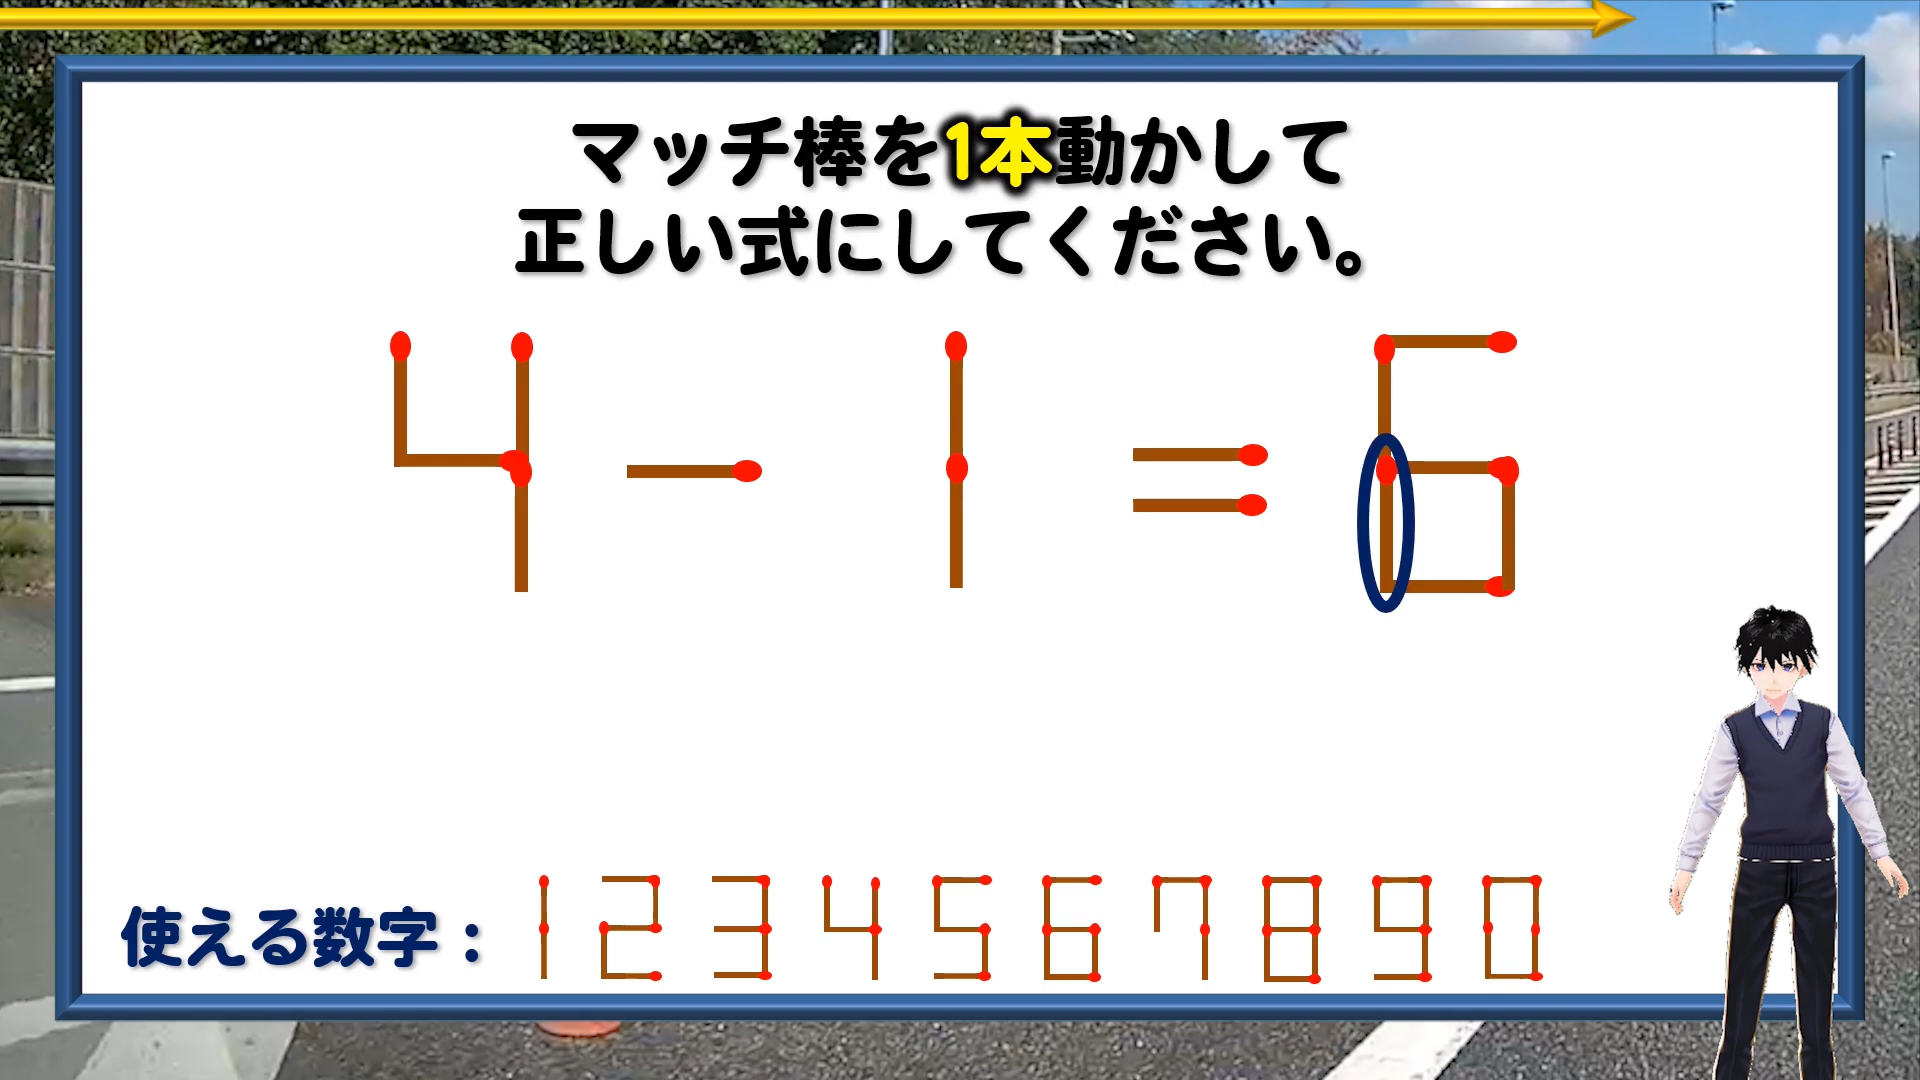 マッチ棒を1本動かして
正しい式にしてください。
4 - 1 = 6
使える数字： 1 2 3 4 5 6 7 8 9 0